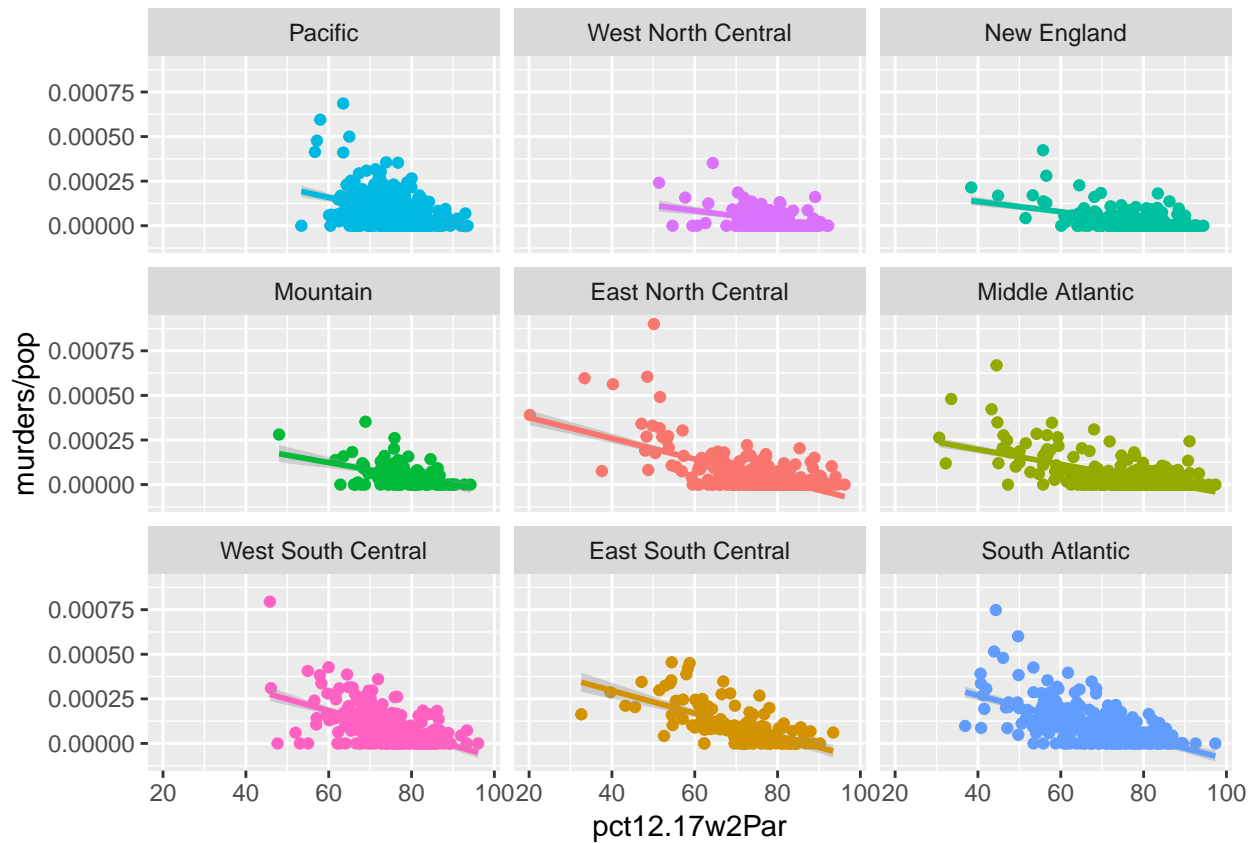 Pacific
West North Central
New England
0.00075
0.00050
0.00025
0.00000
Mountain
East North Central
Middle Atlantic
0.00075
0.00050
0.00025
0.00000
West South Central
East South Central
South Atlantic
0.00075
0.00050
0.00025
0.00000
20 40 60 80 100 20 40 60 80 100 20 40 60 80 100
pct12.17w2Par
murders/pop